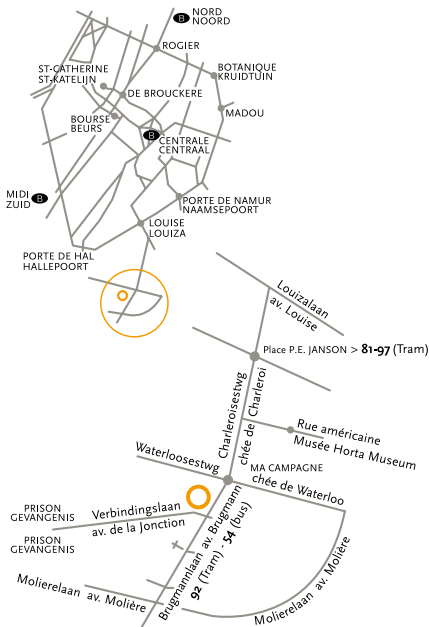 B NORD
NOORD
ROGIER
BOTANIQUE
KRUIDTUIN
ST-CATHERINE
ST-KATELIJN
DE BROUCKERE
MADOU
BOURSE
BEURS
B CENTRALE
CENTRAAL
MIDI
ZUID B
PORTE DE NAMUR
NAAMSEPOORT
LOUISE
LOUIZA
PORTE DE HAL
HALLEPOORT
Louizalaan
av. Louise
Place P.E. JANSON > 81-97 (Tram)
Charleroisestwg
chée de Charleroi
Rue américaine
Musée Horta Museum
Waterloosestwg
MA CAMPAGNE
chée de Waterloo
PRISON
GEVANGENIS
Verbindingslaan
av. de la Jonction
PRISON
GEVANGENIS
Brugmannlaan av. Brugmann
92 (Tram) - 54 (bus)
Molierelaan av. Molière
Molierelaan av. Molière